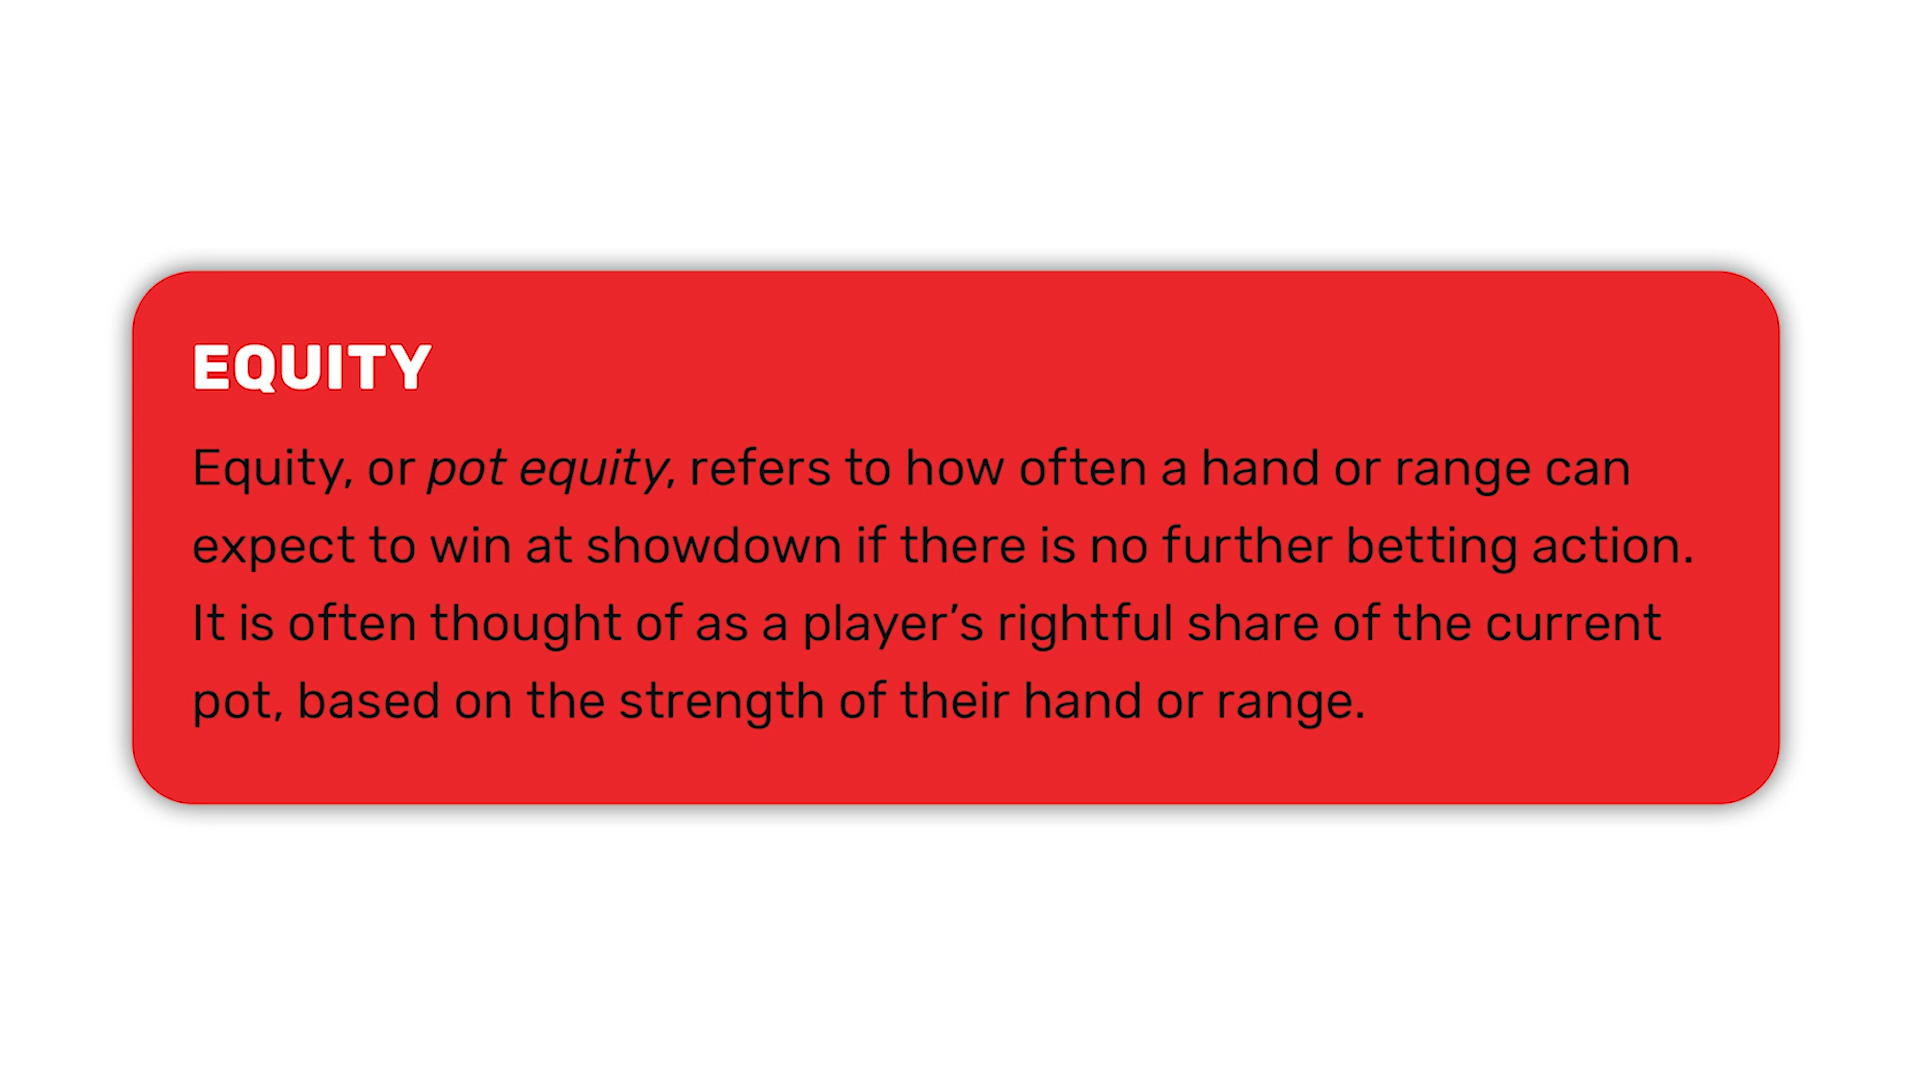 EQUITY
Equity, or pot equity, refers to how often a hand or range can
expect to win at showdown if there is no further betting action.
It is often thought of as a player’s rightful share of the current
pot, based on the strength of their hand or range.